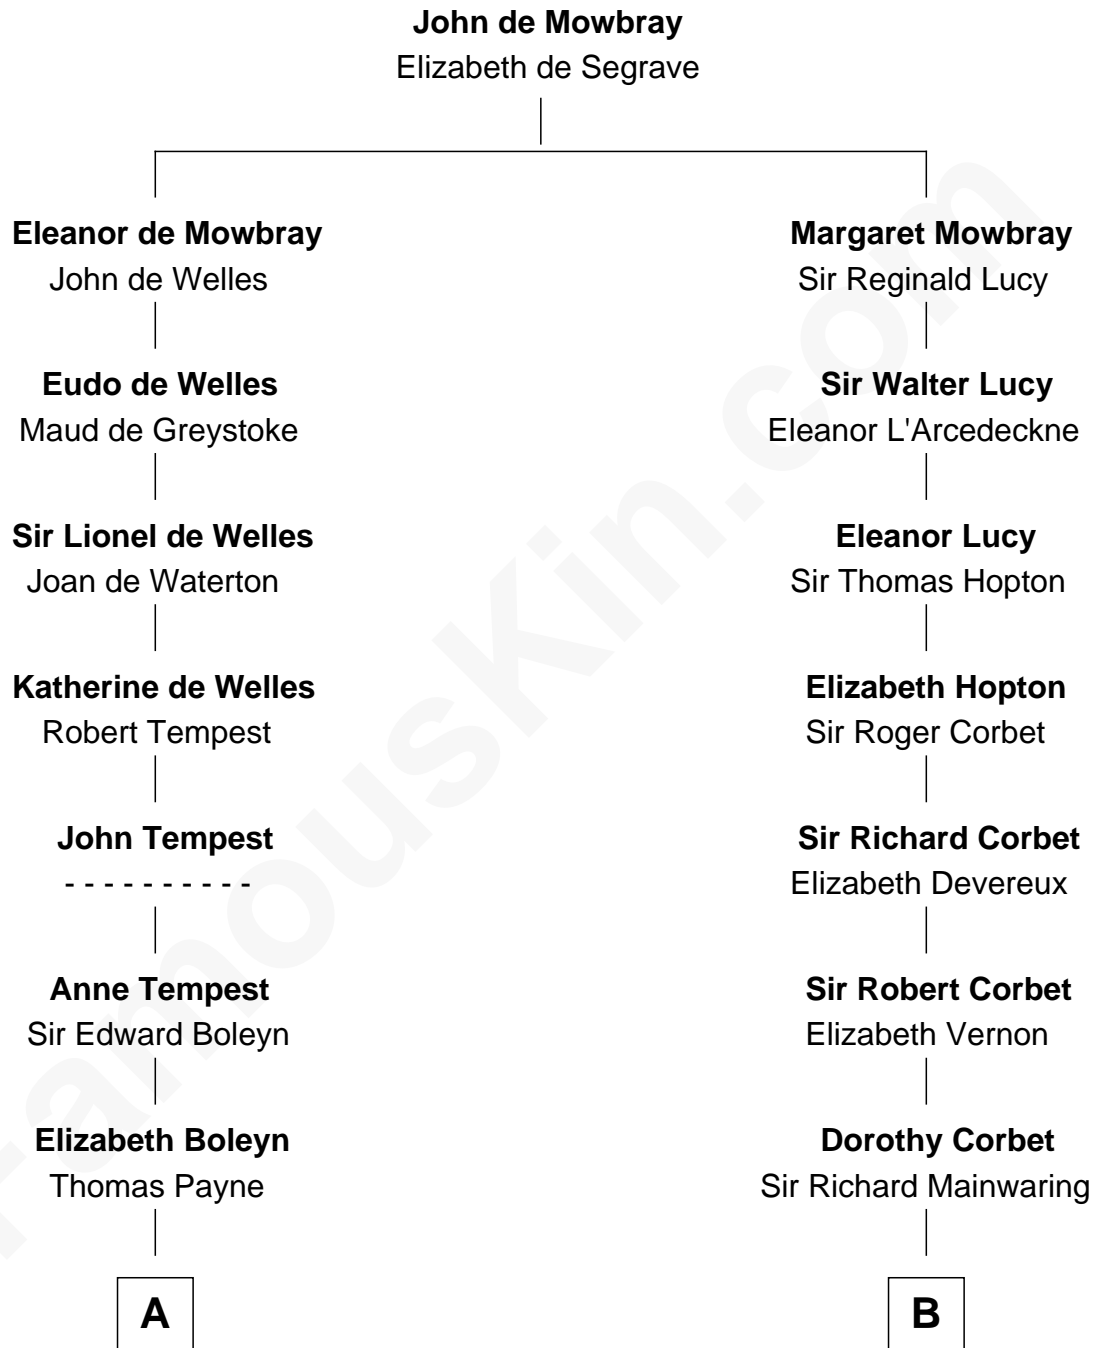 John de Mowbray
Elizabeth de Segrave
Eleanor de Mowbray
John de Welles
Margaret Mowbray
Sir Reginald Lucy
Eudo de Welles
Maud de Greystoke
Sir Walter Lucy
Eleanor L'Arcedeckne
Sir Lionel de Welles
Joan de Waterton
Eleanor Lucy
Sir Thomas Hopton
Katherine de Welles
Robert Tempest
Elizabeth Hopton
Sir Roger Corbet
John Tempest
- - - - - - - - - -
Sir Richard Corbet
Elizabeth Devereux
Anne Tempest
Sir Edward Boleyn
Sir Robert Corbet
Elizabeth Vernon
Elizabeth Boleyn
Thomas Payne
Dorothy Corbet
Sir Richard Mainwaring
A
B
FamousKin.com